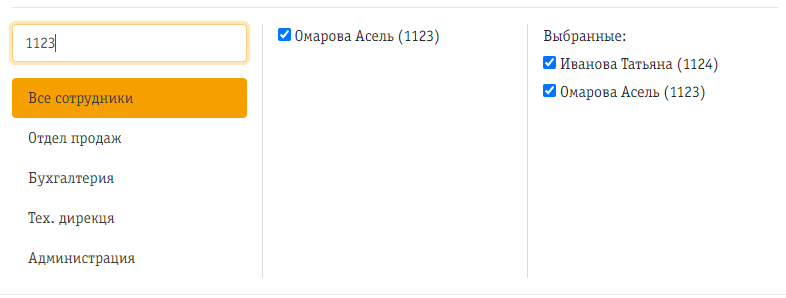 1123
Все сотрудники
Отдел продаж
Бухгалтерия
Тех. дирекця
Администрация
Омарова Асель (1123)
Выбранные:
Иванова Татьяна (1124)
Омарова Асель (1123)